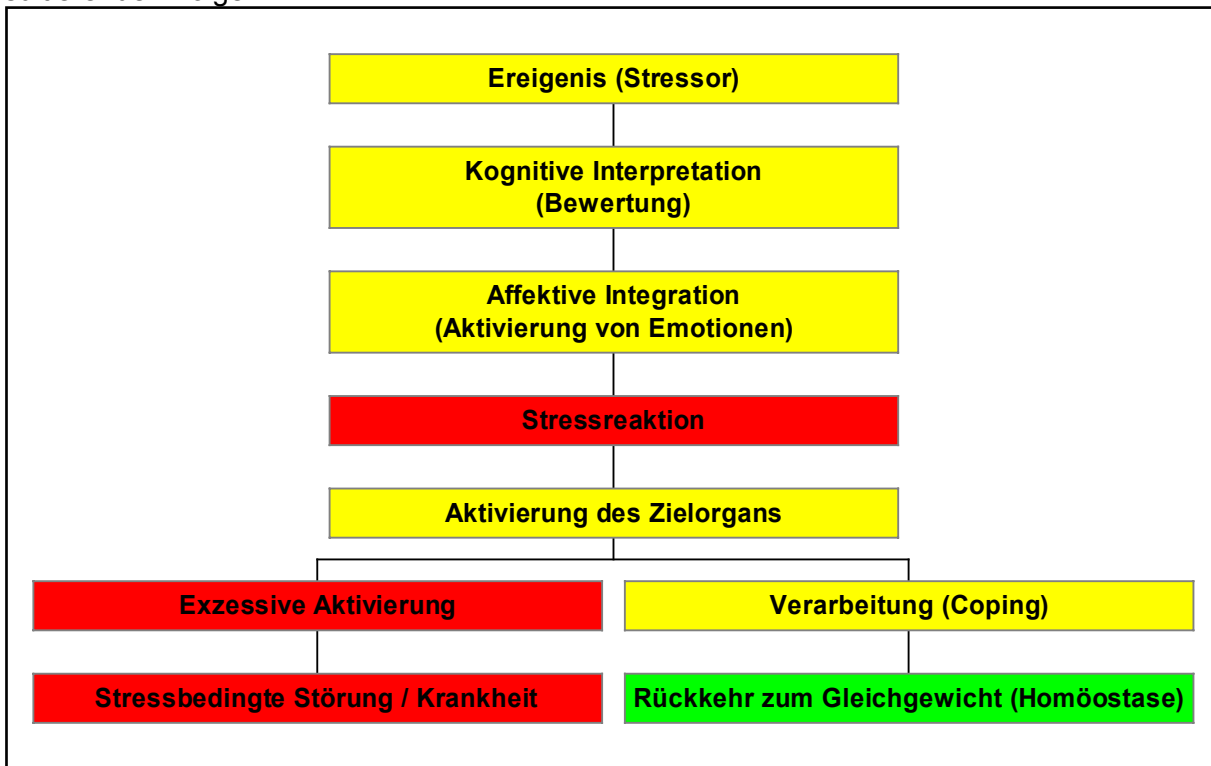 Ereigenis (Stressor)
Kognitive Interpretation
(Bewertung)
Affektive Integration
(Aktivierung von Emotionen)
Stressreaktion
Aktivierung des Zielorgans
Exzessive Aktivierung
Verarbeitung (Coping)
Stressbedingte Störung / Krankheit
Rückkehr zum Gleichgewicht (Homöostase)